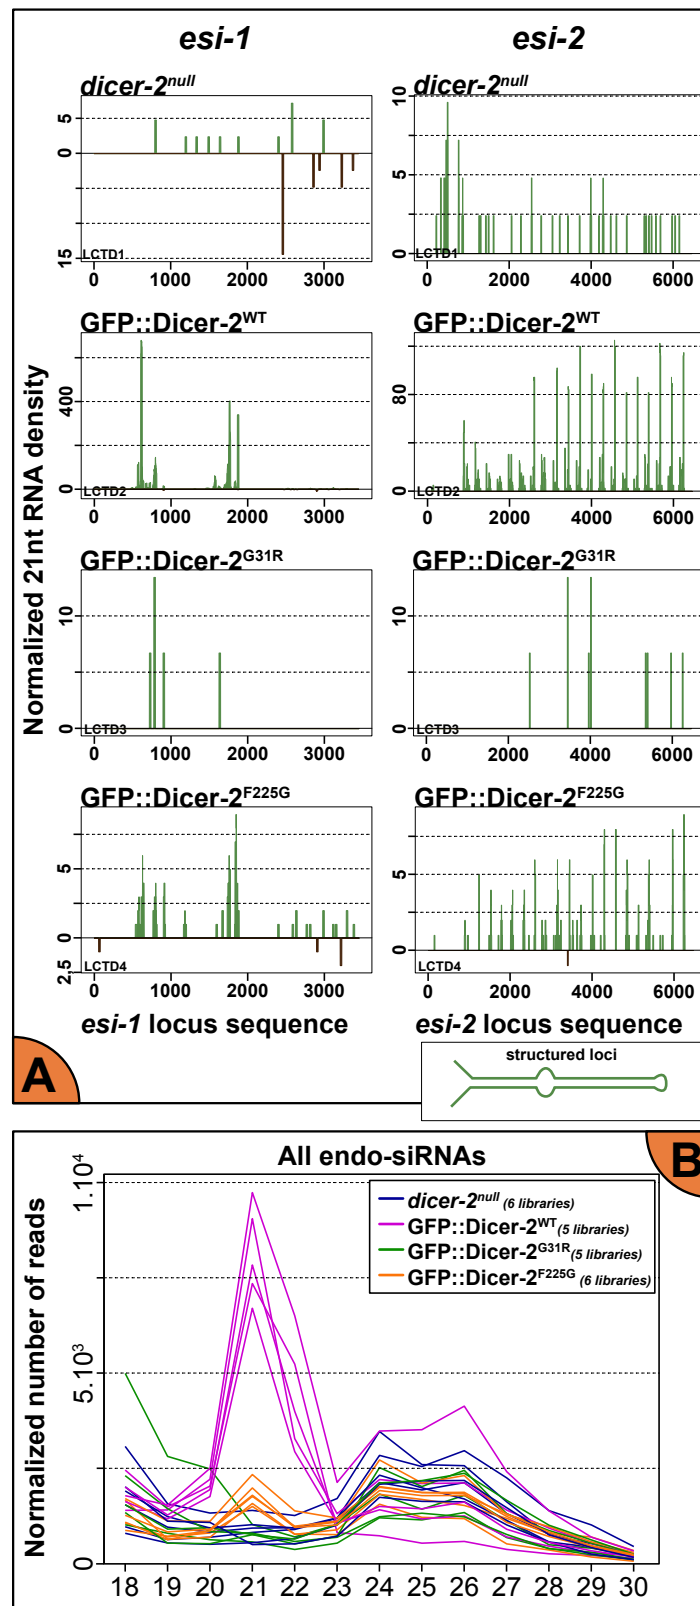 esi-1
esi-2
dicer-2null
dicer-2null
5
0
15
LCTD1
0 1000 2000 3000
10
5
0
LCTD1
0 2000 4000 6000
Normalized 21nt RNA density
GFP::Dicer-2WT
GFP::Dicer-2WT
400
0
LCTD2
0 1000 2000 3000
80
0
LCTD2
0 2000 4000 6000
GFP::Dicer-2G31R
GFP::Dicer-2G31R
10
0
LCTD3
0 1000 2000 3000
10
0
LCTD3
0 2000 4000 6000
GFP::Dicer-2F225G
GFP::Dicer-2F225G
5
0
2.5
LCTD4
0 1000 2000 3000
5
0
LCTD4
0 2000 4000 6000
esi-1 locus sequence
esi-2 locus sequence
A
structured loci
B
All endo-siRNAs
Normalized number of reads
1.10⁴
5.10³
0
dicer-2null (6 libraries)
GFP::Dicer-2WT (5 libraries)
GFP::Dicer-2G31R (5 libraries)
GFP::Dicer-2F225G (6 libraries)
18 19 20 21 22 23 24 25 26 27 28 29 30